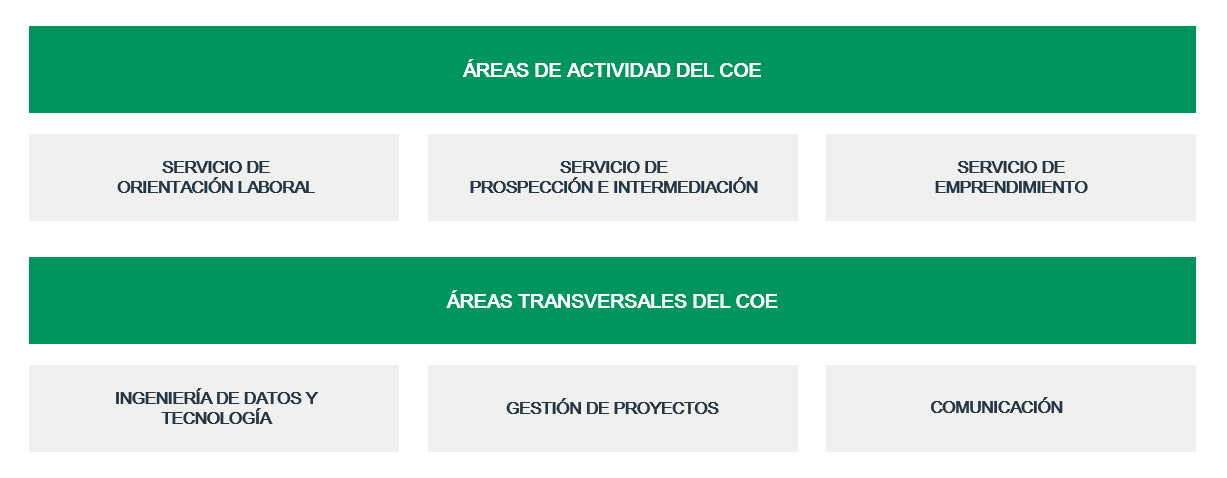 ÁREAS DE ACTIVIDAD DEL COE
SERVICIO DE
ORIENTACIÓN LABORAL
SERVICIO DE
PROSPECCIÓN E INTERMEDIACIÓN
SERVICIO DE
EMPRENDIMIENTO
ÁREAS TRANSVERSALES DEL COE
INGENIERÍA DE DATOS Y
TECNOLOGÍA
GESTIÓN DE PROYECTOS
COMUNICACIÓN